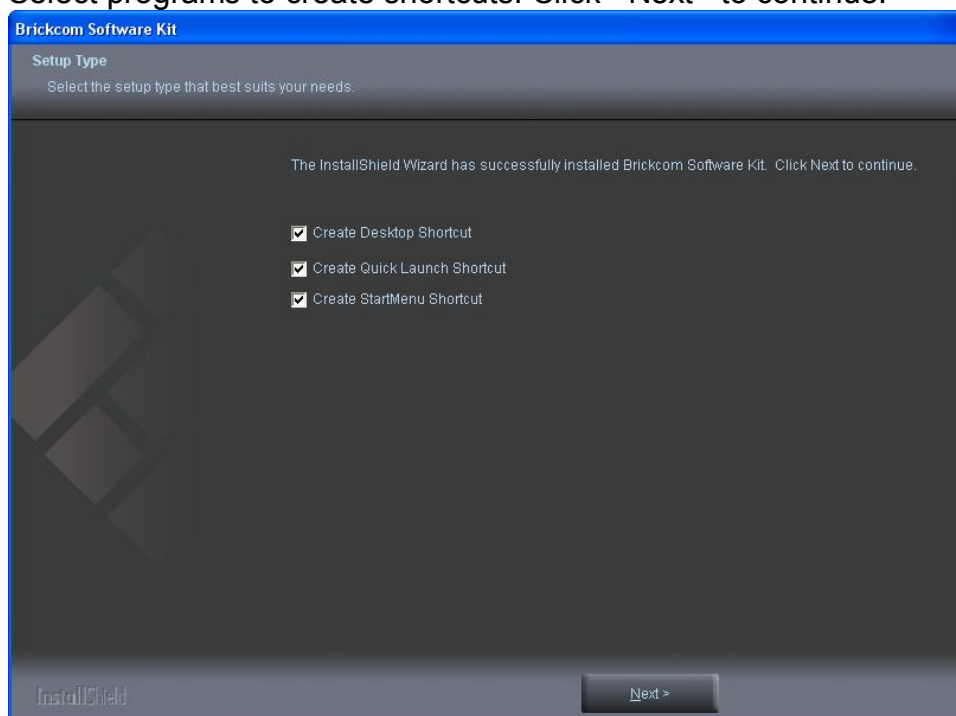 Select programs to create shortcuts. Click "Next" to continue.
Brickcom Software Kit
Setup Type
Select the setup type that best suits your needs.
The InstallShield Wizard has successfully installed Brickcom Software Kit. Click Next to continue.
Create Desktop Shortcut
Create Quick Launch Shortcut
Create StartMenu Shortcut
InstallShield
Next >